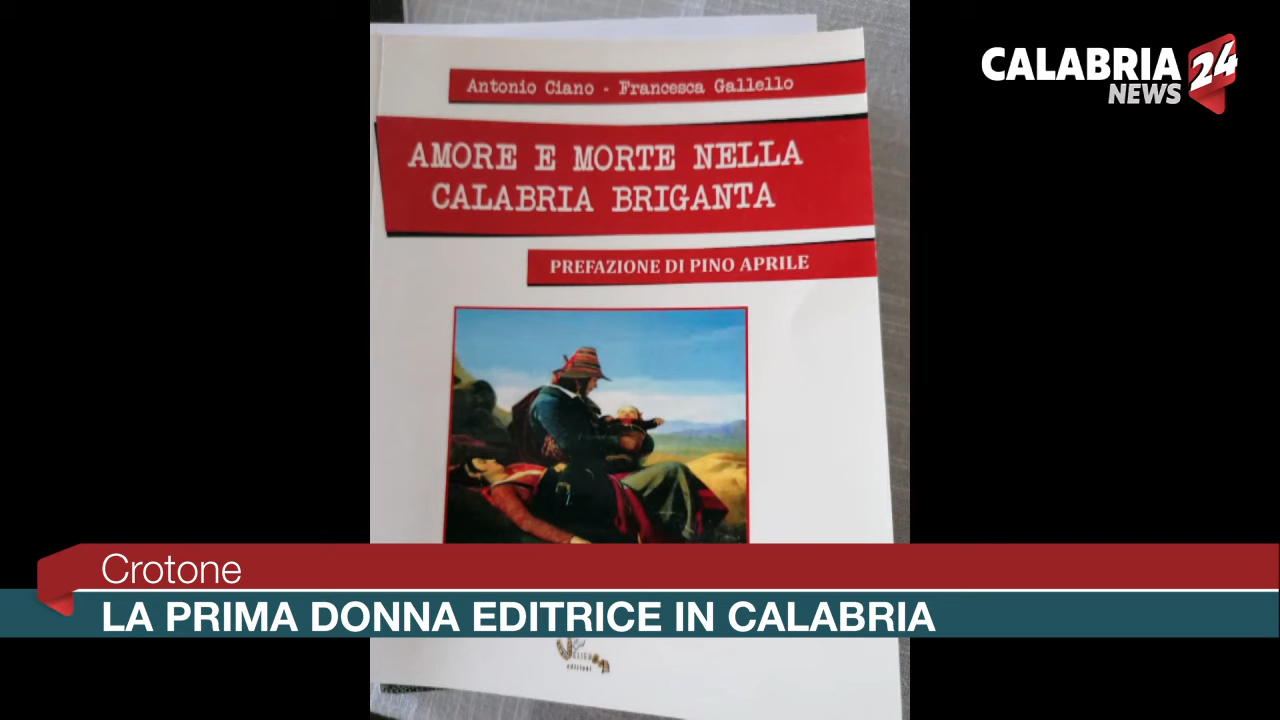 CALABRIA 24
NEWS
Antonio Ciano - Francesca Gallello
AMORE E MORTE NELLA
CALABRIA BRIGANTA
PREFAZIONE DI PINO APRILE
Crotone
LA PRIMA DONNA EDITRICE IN CALABRIA
edizioni